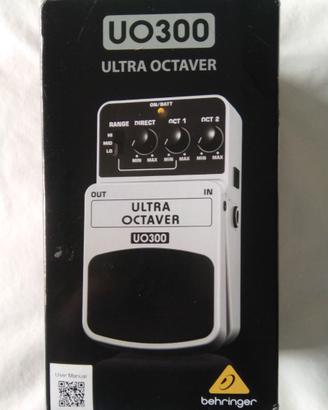 UO300
ULTRA OCTAVER
ON/BATT
RANGE DIRECT OCT 1 OCT 2
HI
MID
LO
MIN MAX MIN MAX MIN MAX
OUT IN
ULTRA
OCTAVER
UO300
User Manual
behringer